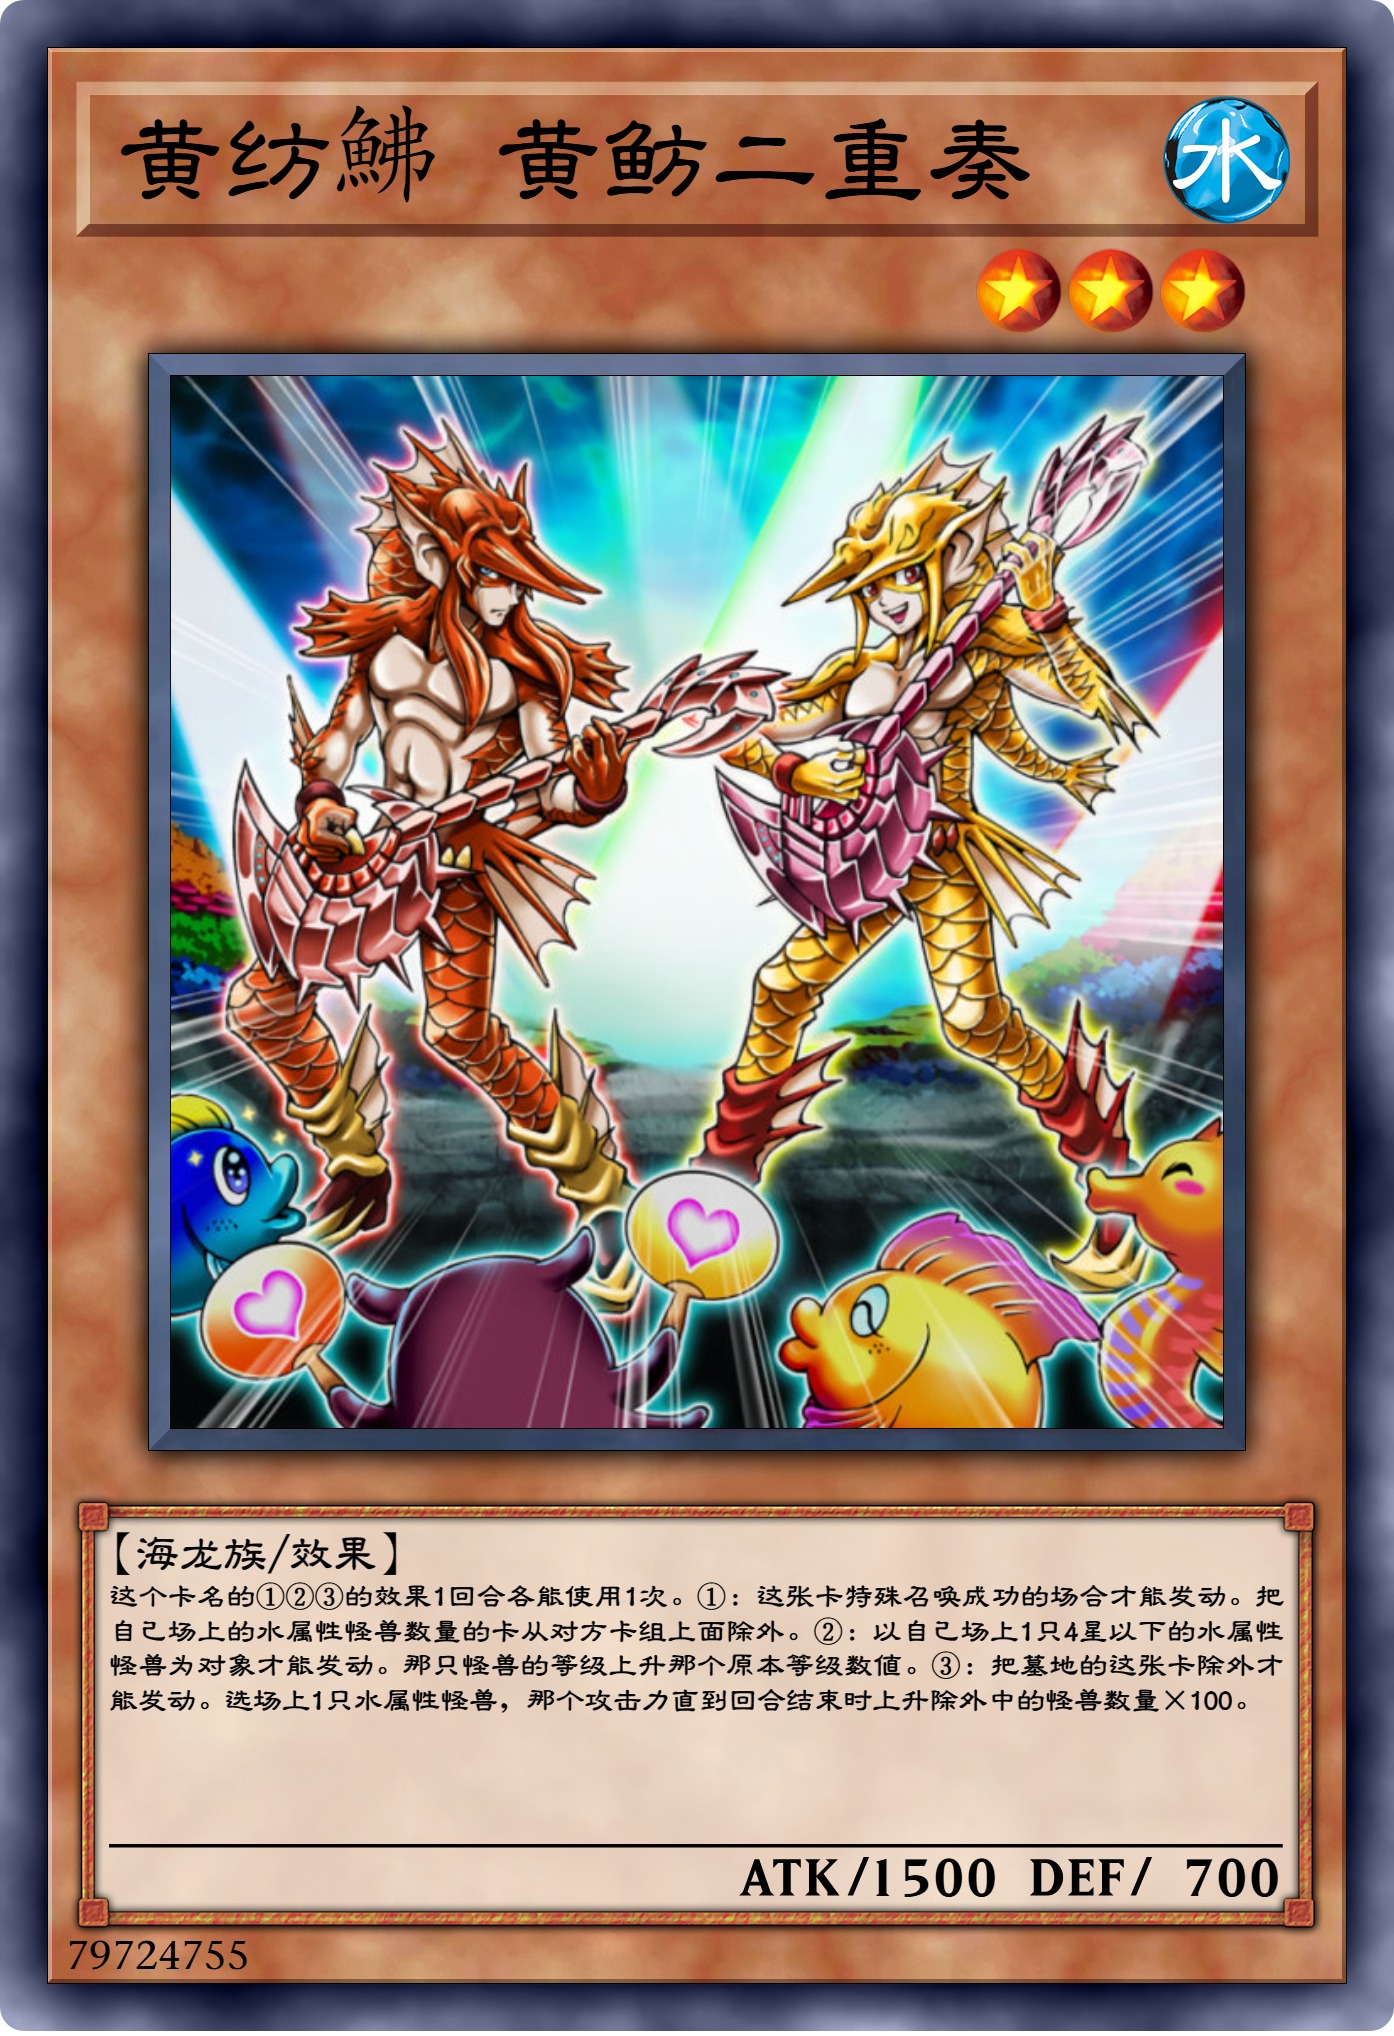 黄纺鮄 黄鲂二重奏
水
【海龙族/效果】
这个卡名的①②③的效果1回合各能使用1次。①：这张卡特殊召唤成功的场合才能发动。把
自己场上的水属性怪兽数量的卡从对方卡组上面除外。②：以自己场上1只4星以下的水属性
怪兽为对象才能发动。那只怪兽的等级上升那个原本等级数值。③：把墓地的这张卡除外才
能发动。选场上1只水属性怪兽，那个攻击力直到回合结束时上升除外中的怪兽数量×100。
ATK/1500 DEF/ 700
79724755